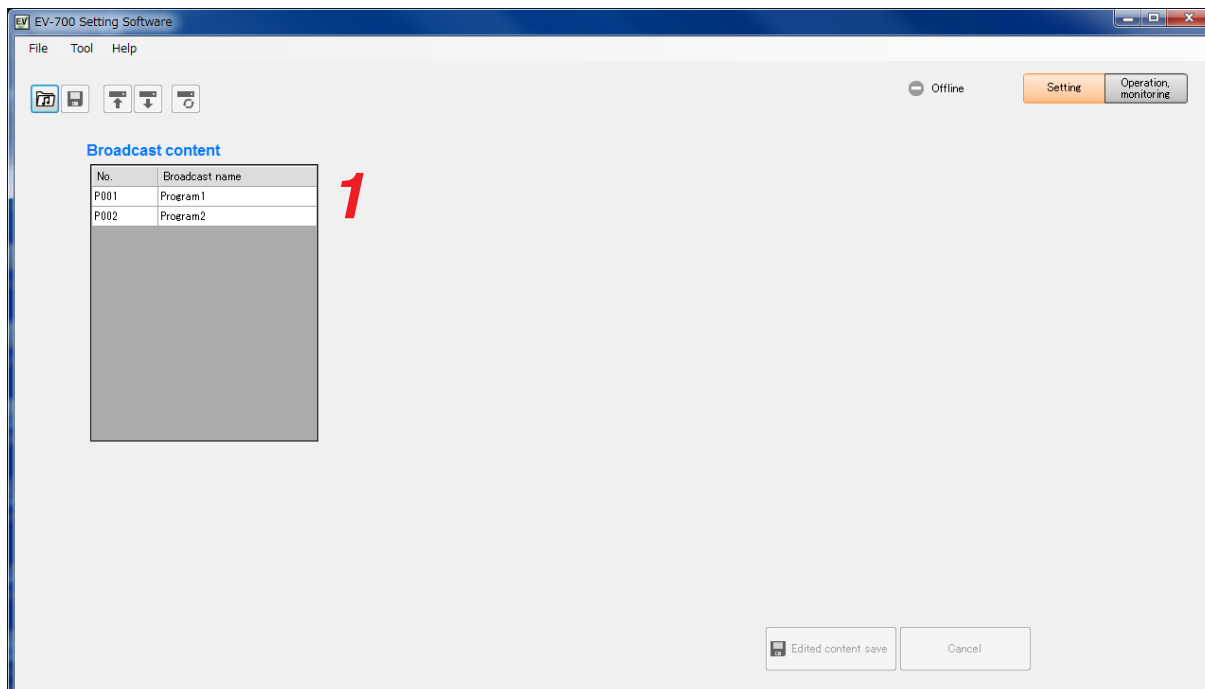 EV EV-700 Setting Software
File Tool Help
Offline
Setting
Operation,
monitoring
Broadcast content
No. Broadcast name
P001 Program1
P002 Program2
1
Edited content save
Cancel